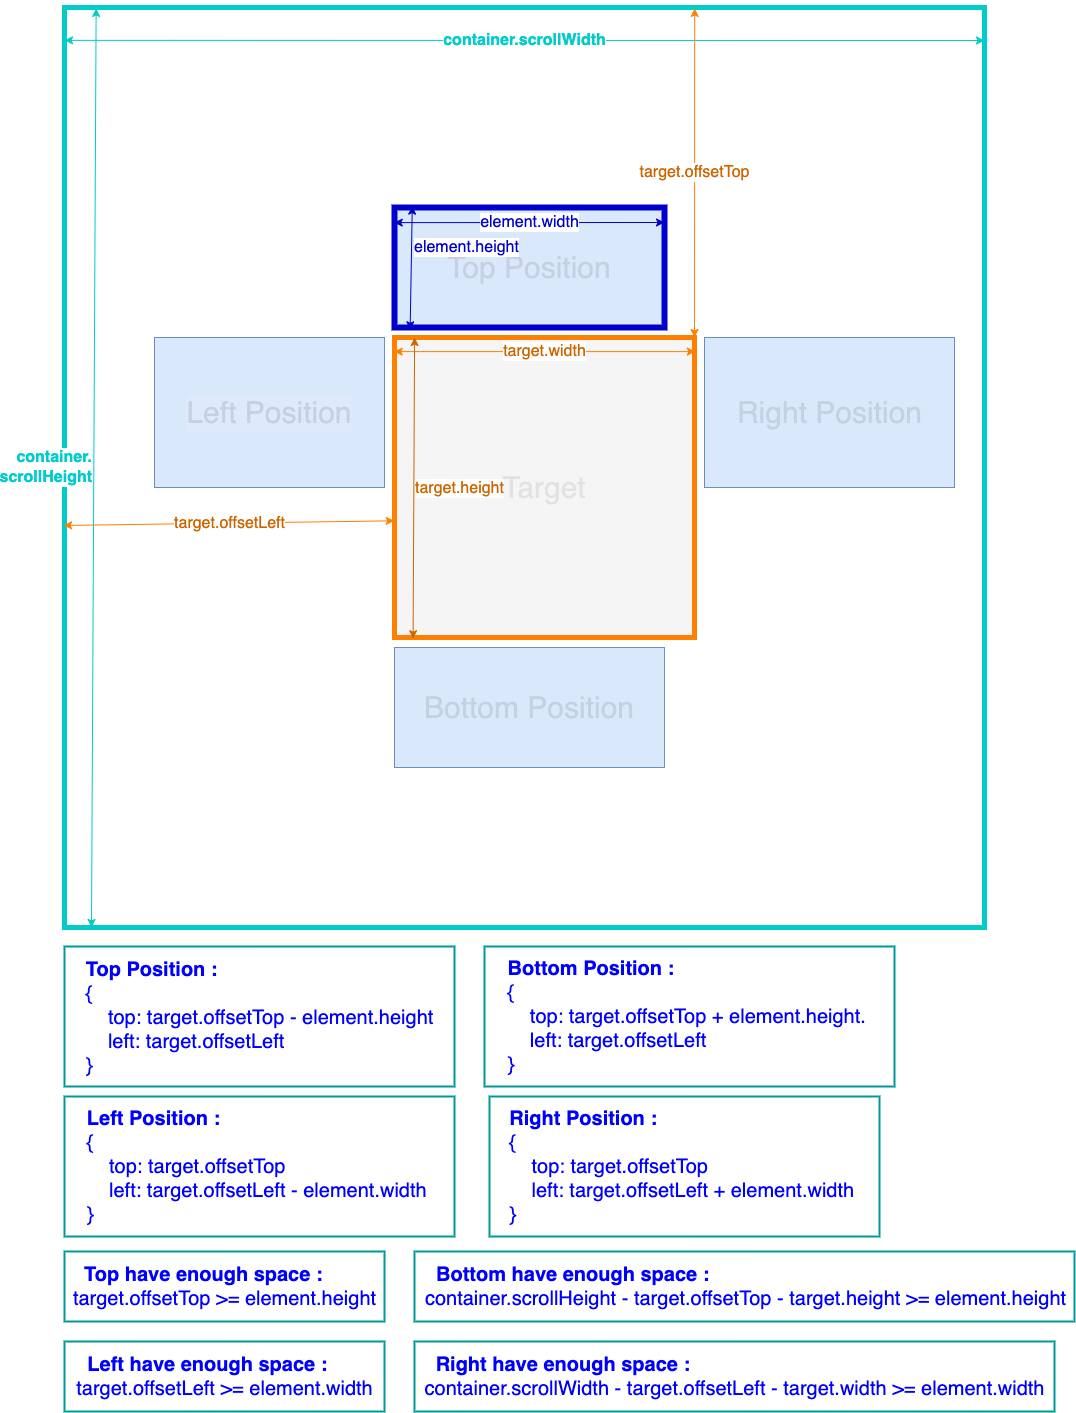 container.scrollWidth
target.offsetTop
element.width
element.height
Top Position
target.width
Left Position
Right Position
container.
scrollHeight
target.height
Target
target.offsetLeft
Bottom Position
Top Position :
{
top: target.offsetTop - element.height
left: target.offsetLeft
}
Bottom Position :
{
top: target.offsetTop + element.height.
left: target.offsetLeft
}
Left Position :
{
top: target.offsetTop
left: target.offsetLeft - element.width
}
Right Position :
{
top: target.offsetTop
left: target.offsetLeft + element.width
}
Top have enough space :
target.offsetTop >= element.height
Bottom have enough space :
container.scrollHeight - target.offsetTop - target.height >= element.height
Left have enough space :
target.offsetLeft >= element.width
Right have enough space :
container.scrollWidth - target.offsetLeft - target.width >= element.width